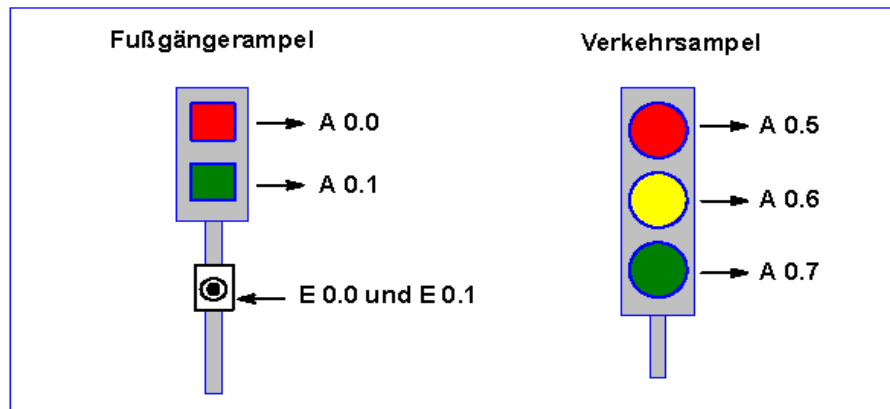 Fußgängerampel
Verkehrsampel
A 0.0
A 0.1
E 0.0 und E 0.1
A 0.5
A 0.6
A 0.7